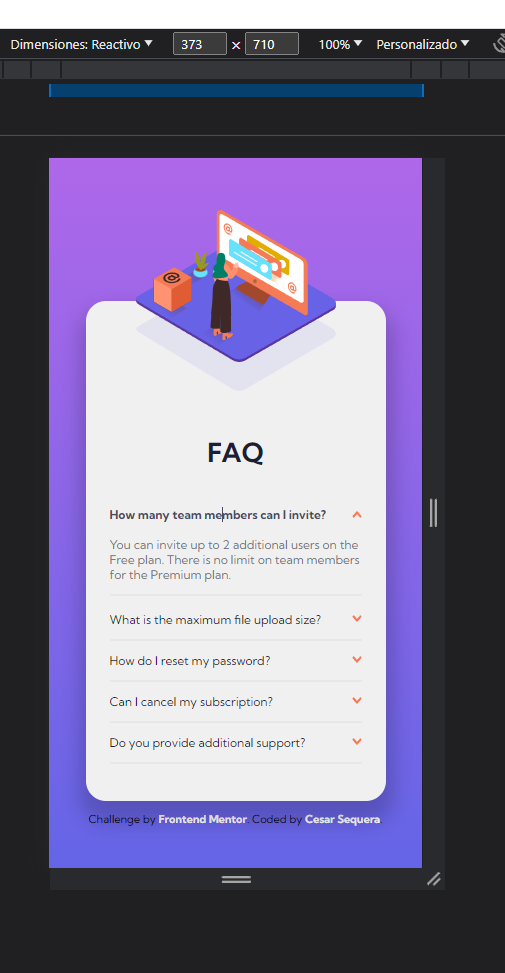 Dimensiones: Reactivo 373 × 710 100% Personalizado
FAQ
How many team members can I invite?
You can invite up to 2 additional users on the
Free plan. There is no limit on team members
for the Premium plan.
What is the maximum file upload size?
How do I reset my password?
Can I cancel my subscription?
Do you provide additional support?
Challenge by Frontend Mentor. Coded by Cesar Sequera